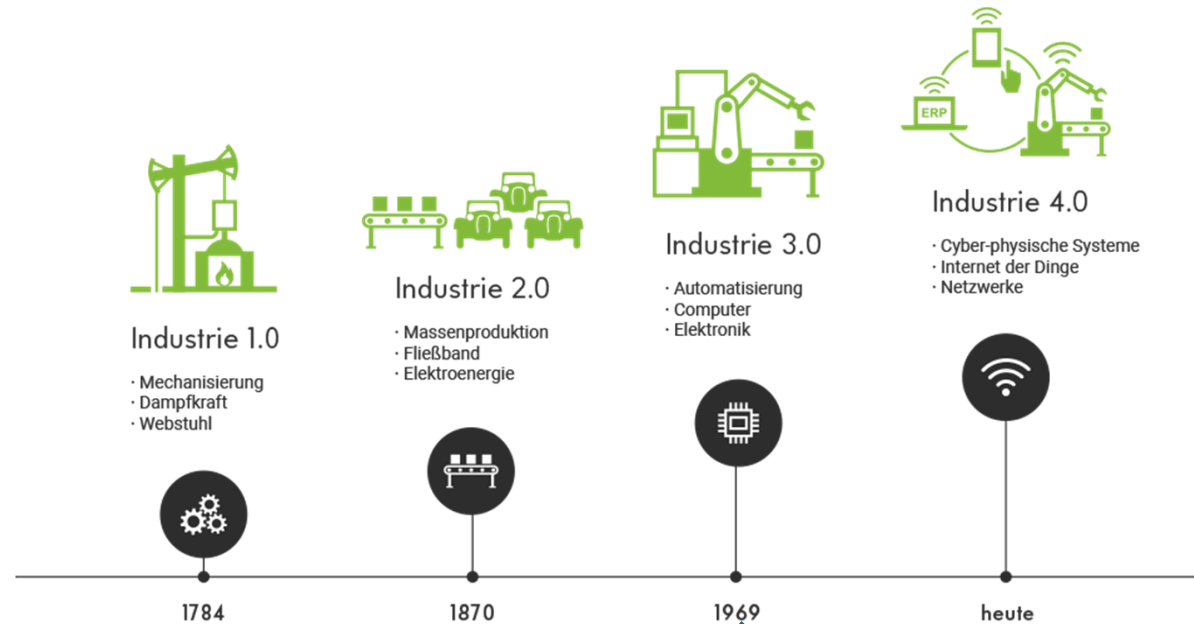 Industrie 1.0
· Mechanisierung
· Dampfkraft
· Webstuhl
Industrie 2.0
· Massenproduktion
· Fließband
· Elektroenergie
Industrie 3.0
· Automatisierung
· Computer
· Elektronik
ERP
Industrie 4.0
· Cyber-physische Systeme
· Internet der Dinge
· Netzwerke
1784
1870
1969
heute